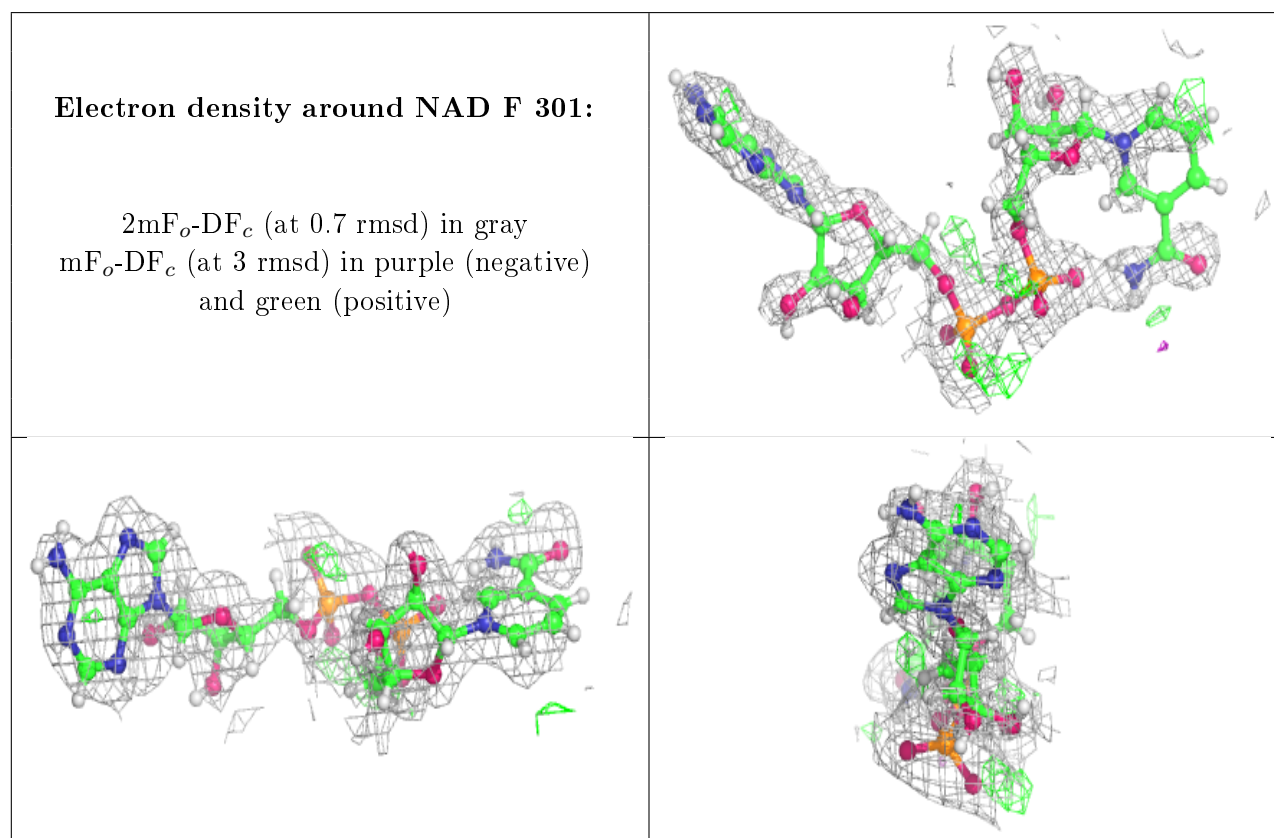 Electron density around NAD F 301:
2mFₒ-DF𝒸 (at 0.7 rmsd) in gray
mFₒ-DF𝒸 (at 3 rmsd) in purple (negative)
and green (positive)